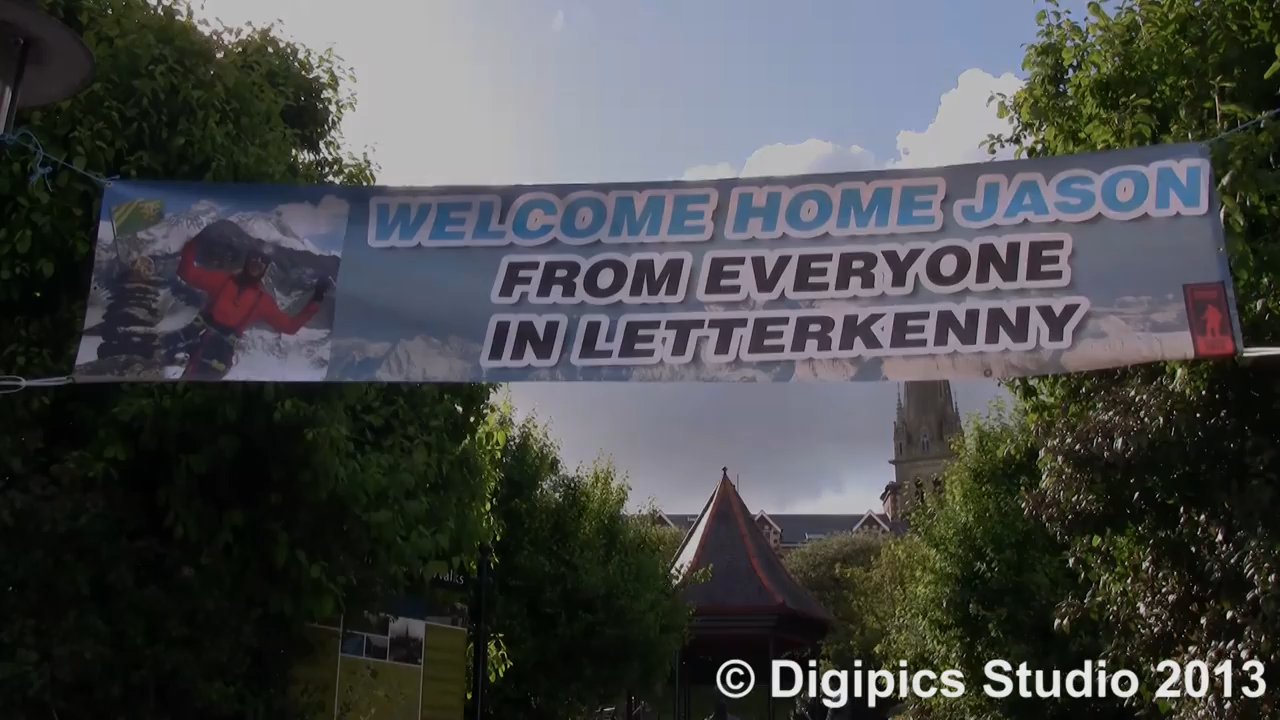 WELCOME HOME JASON
FROM EVERYONE
IN LETTERKENNY
© Digipics Studio 2013